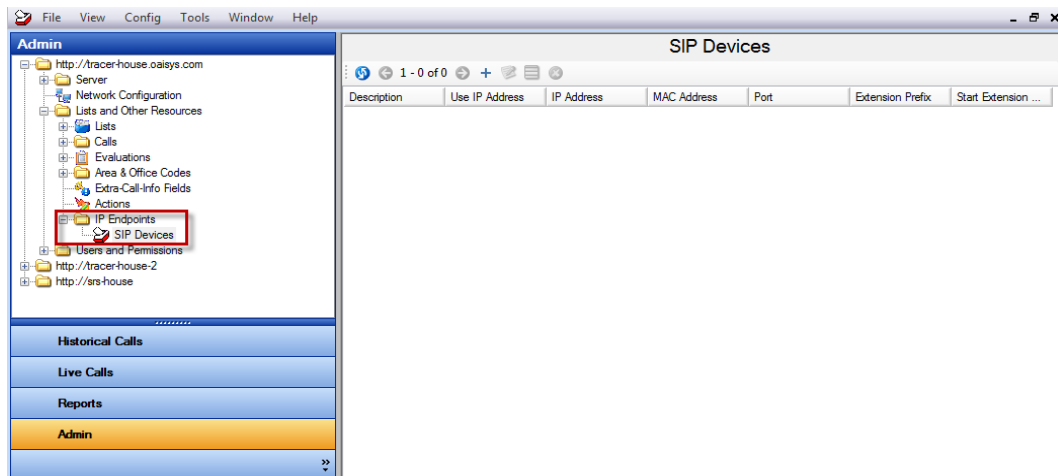 File View Config Tools Window Help
Admin
http://tracer-house.oaisys.com
Server
Network Configuration
Lists and Other Resources
Lists
Calls
Evaluations
Area & Office Codes
Extra-Call-Info Fields
Actions
IP Endpoints
SIP Devices
Users and Permissions
http://tracer-house-2
http://srs-house
Historical Calls
Live Calls
Reports
Admin
SIP Devices
1 - 0 of 0
Description Use IP Address IP Address MAC Address Port Extension Prefix Start Extension ...